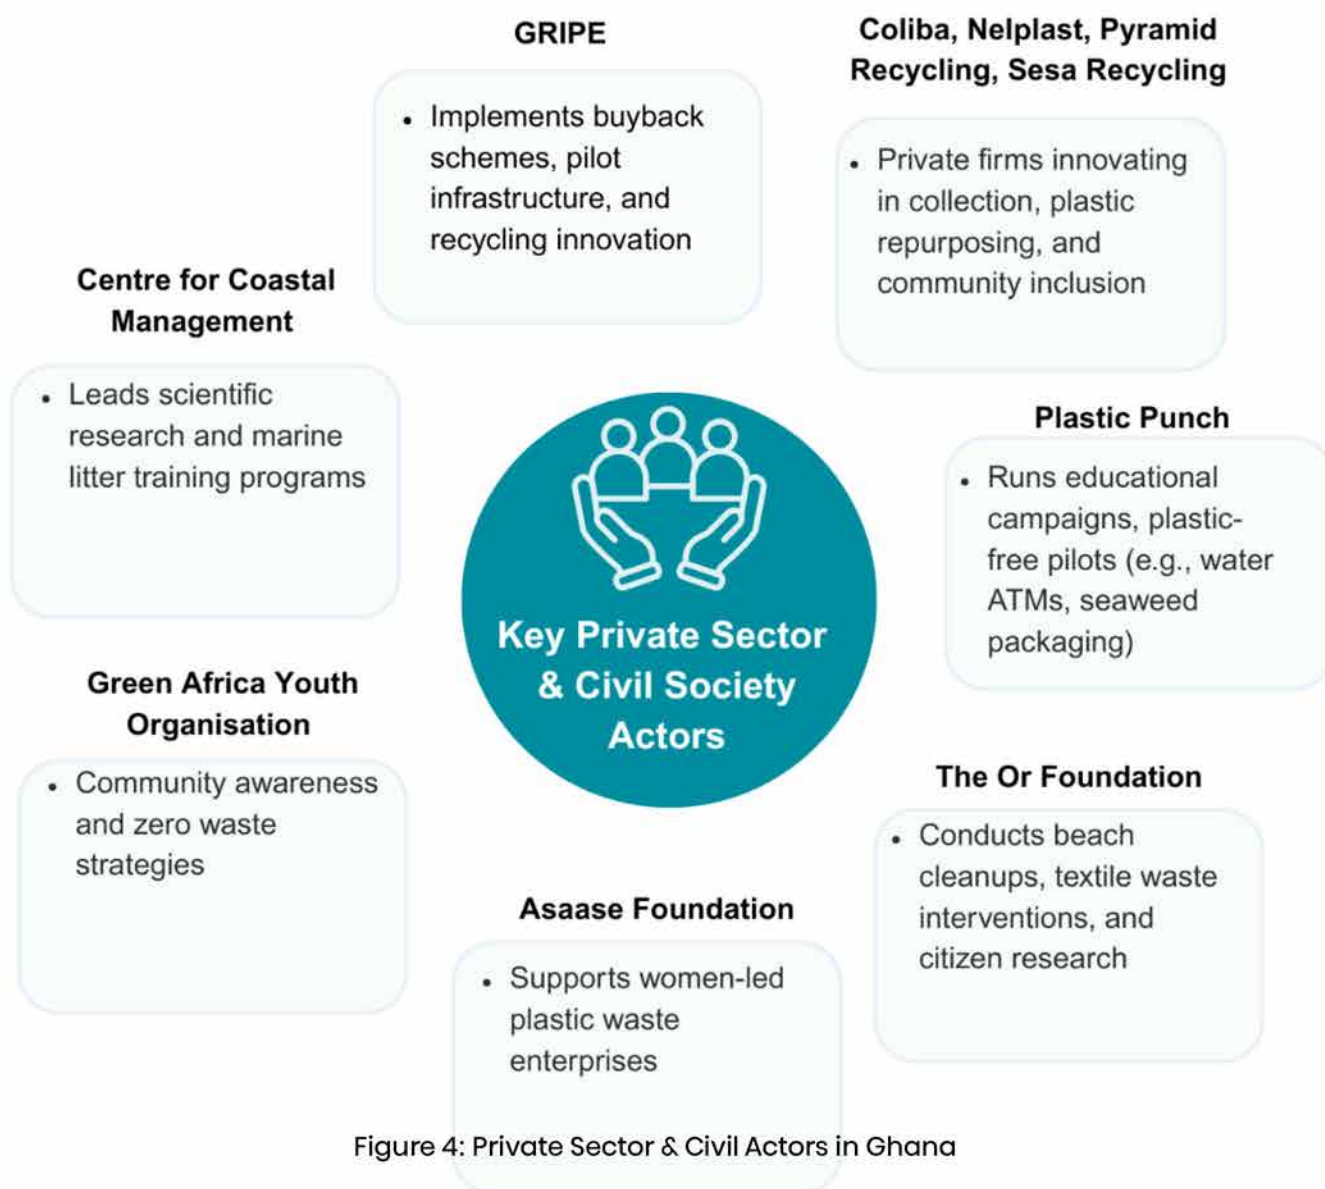 GRIPE
• Implements buyback
schemes, pilot
infrastructure, and
recycling innovation
Coliba, Nelplast, Pyramid
Recycling, Sesa Recycling
• Private firms innovating
in collection, plastic
repurposing, and
community inclusion
Centre for Coastal
Management
• Leads scientific
research and marine
litter training programs
Plastic Punch
• Runs educational
campaigns, plastic-
free pilots (e.g., water
ATMs, seaweed
packaging)
Key Private Sector
& Civil Society
Actors
Green Africa Youth
Organisation
• Community awareness
and zero waste
strategies
The Or Foundation
• Conducts beach
cleanups, textile waste
interventions, and
citizen research
Asaase Foundation
• Supports women-led
plastic waste
enterprises
Figure 4: Private Sector & Civil Actors in Ghana